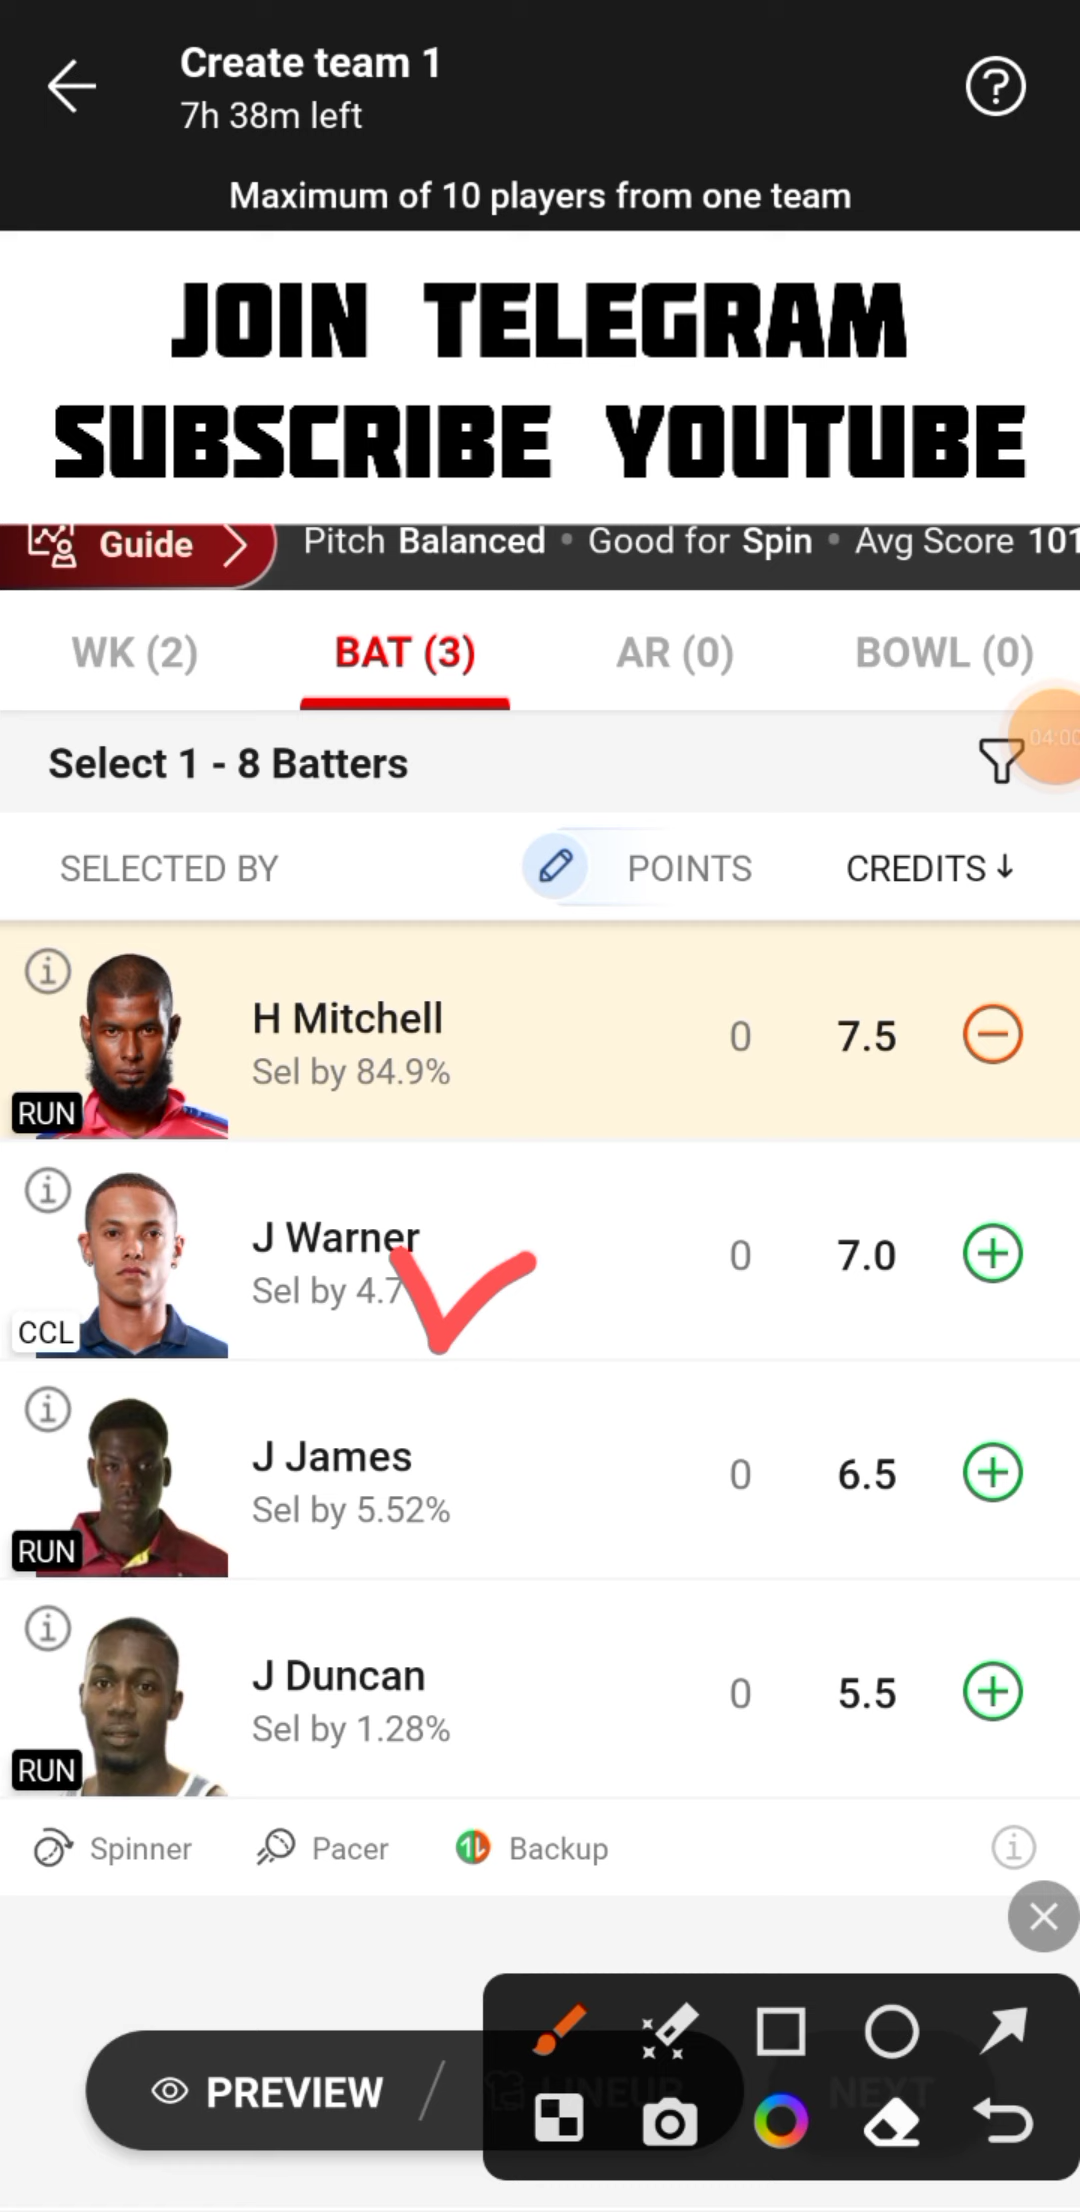 Create team 1
7h 38m left
Maximum of 10 players from one team
JOIN TELEGRAM
SUBSCRIBE YOUTUBE
Guide Pitch Balanced • Good for Spin • Avg Score 101
WK (2) BAT (3) AR (0) BOWL (0)
Select 1 - 8 Batters
04:00
SELECTED BY POINTS CREDITS ↓
H Mitchell
Sel by 84.9%
0 7.5
RUN
J Warner
Sel by 4.7
0 7.0
CCL
J James
Sel by 5.52%
0 6.5
RUN
J Duncan
Sel by 1.28%
0 5.5
RUN
Spinner Pacer Backup
PREVIEW / LINEUP NEXT